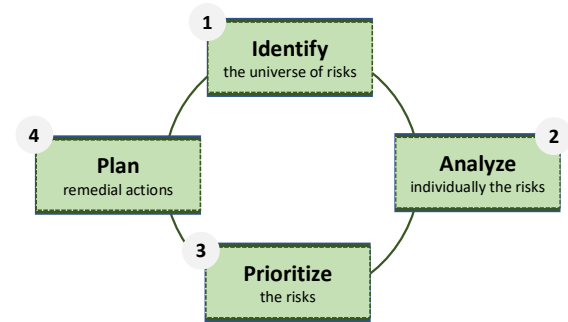 1
Identify
the universe of risks
2
Analyze
individually the risks
3
Prioritize
the risks
4
Plan
remedial actions